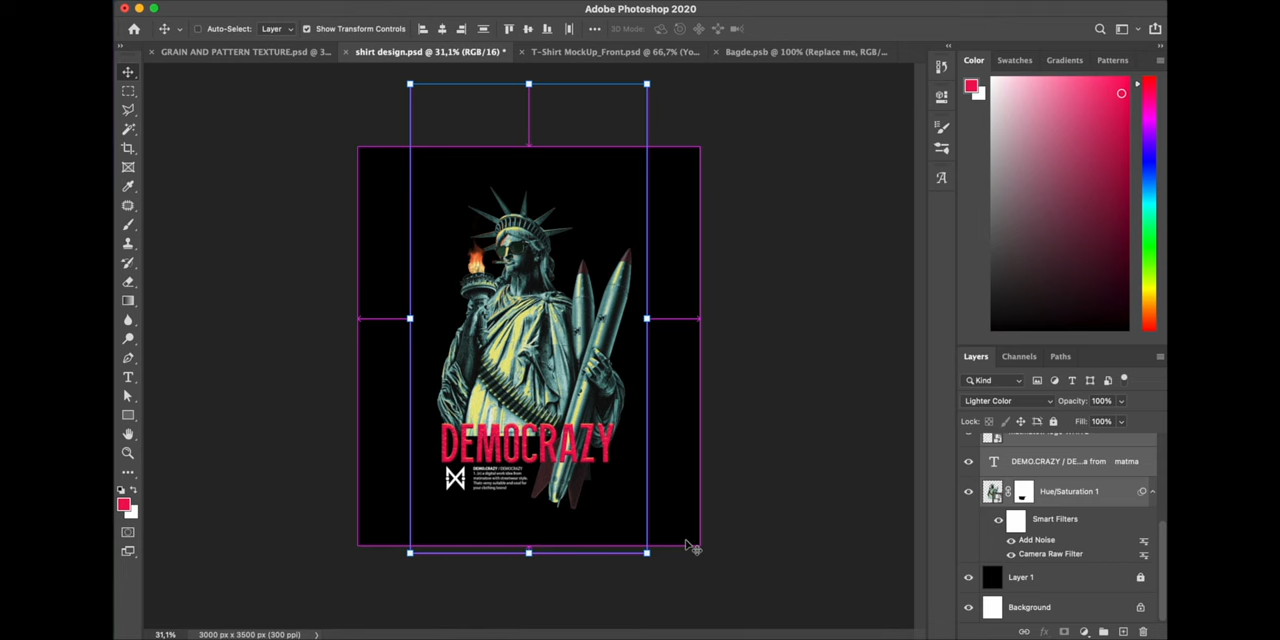 Adobe Photoshop 2020
Auto-Select: Layer Show Transform Controls 3D Mode:
GRAIN AND PATTERN TEXTURE.psd @ 3... shirt design.psd @ 31,1% (RGB/16) * T-Shirt MockUp_Front.psd @ 66,7% (Yo... Bagde.psb @ 100% (Replace me, RGB/...
Color Swatches Gradients Patterns
DEMOCRAZY
DEMO.CRAZY / DEMOCRAZY
Layers Channels Paths
Kind
Lighter Color Opacity: 100%
Lock: Fill: 100%
DEMO.CRAZY / DE...a from matma
Hue/Saturation 1
Smart Filters
Add Noise
Camera Raw Filter
Layer 1
Background
31,1% 3000 px x 3500 px (300 ppi)